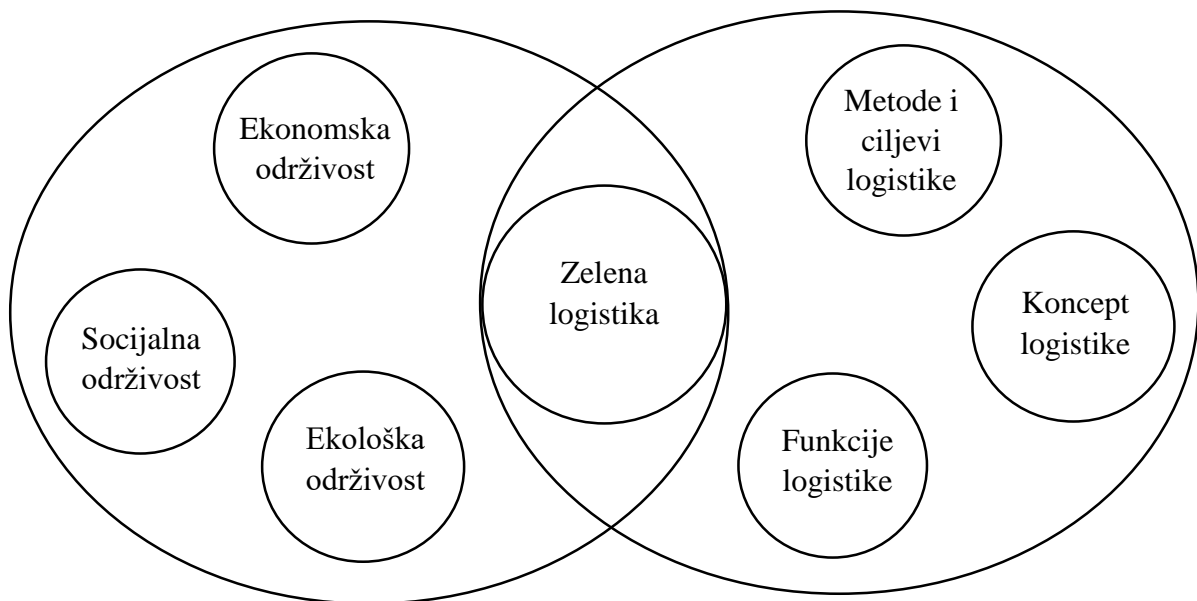 Ekonomska
održivost
Socijalna
održivost
Ekološka
održivost
Zelena
logistika
Metode i
ciljevi
logistike
Koncept
logistike
Funkcije
logistike